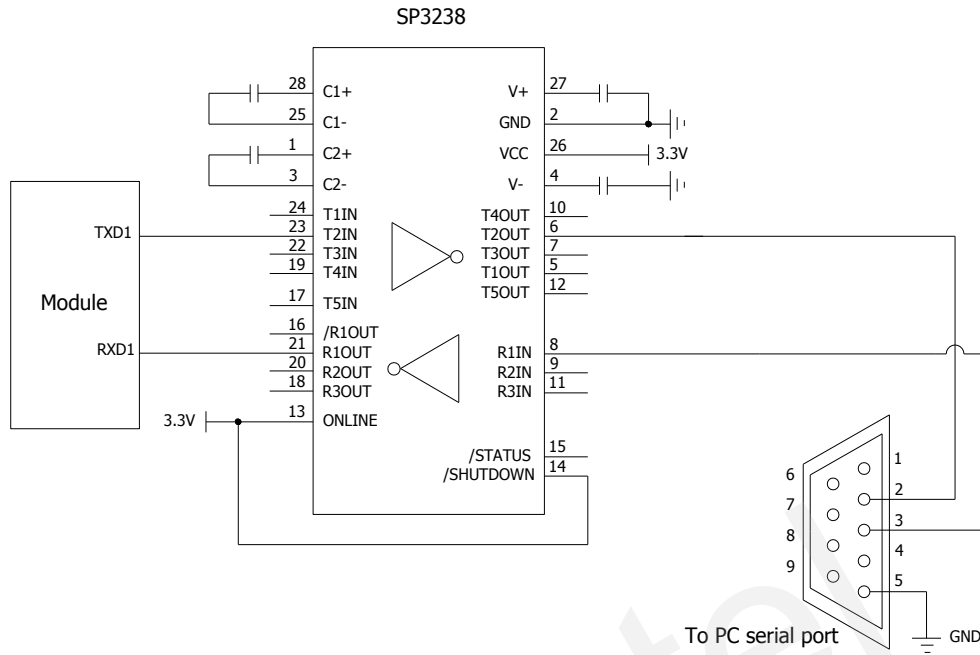 SP3238
28 C1+
25 C1-
1 C2+
3 C2-
24 T1IN
23 T2IN
22 T3IN
19 T4IN
17 T5IN
16 /R1OUT
21 R1OUT
20 R2OUT
18 R3OUT
13 ONLINE
3.3V
V+ 27
GND 2
VCC 26
3.3V
V- 4
T4OUT 10
T2OUT 6
T3OUT 7
T1OUT 5
T5OUT 12
R1IN 8
R2IN 9
R3IN 11
/STATUS 15
/SHUTDOWN 14
TXD1
Module
RXD1
6
7
8
9
1
2
3
4
5
To PC serial port
GND